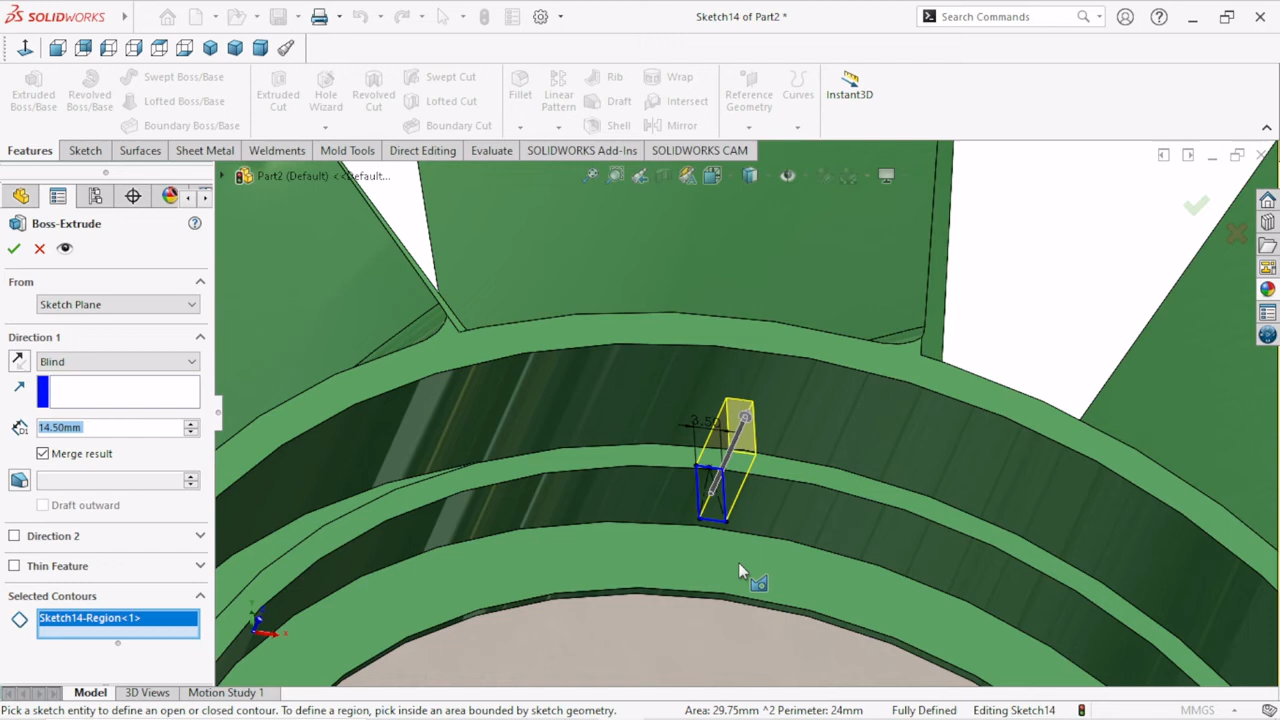 SOLIDWORKS
Sketch14 of Part2 *
Search Commands
Extruded Boss/Base
Revolved Boss/Base
Swept Boss/Base
Lofted Boss/Base
Boundary Boss/Base
Extruded Cut
Hole Wizard
Revolved Cut
Swept Cut
Lofted Cut
Boundary Cut
Fillet
Linear Pattern
Rib
Draft
Shell
Wrap
Intersect
Mirror
Reference Geometry
Curves
Instant3D
Features
Sketch
Surfaces
Sheet Metal
Weldments
Mold Tools
Direct Editing
Evaluate
SOLIDWORKS Add-Ins
SOLIDWORKS CAM
Part2 (Default) <<Default...
Boss-Extrude
From
Sketch Plane
Direction 1
Blind
14.50mm
Merge result
Draft outward
Direction 2
Thin Feature
Selected Contours
Sketch14-Region<1>
3.50
Model
3D Views
Motion Study 1
Pick a sketch entity to define an open or closed contour. To define a region, pick inside an area bounded by sketch geometry.
Area: 29.75mm ^2 Perimeter: 24mm
Fully Defined
Editing Sketch14
MMGS